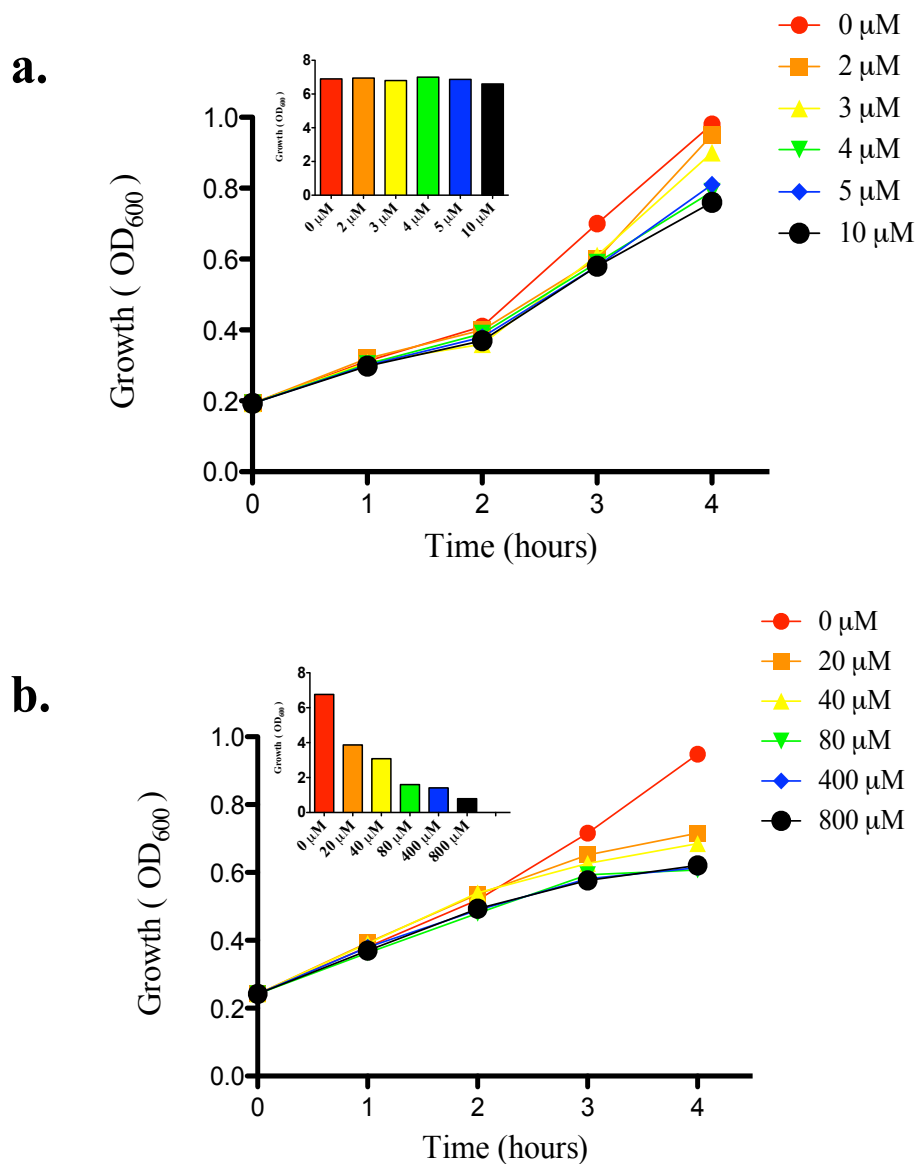 a.
0 µM
2 µM
3 µM
4 µM
5 µM
10 µM
Growth ( OD600)
8
6
4
2
0
0 µM
2 µM
3 µM
4 µM
5 µM
10 µM
Growth ( OD600)
1.0
0.8
0.6
0.4
0.2
0.0
0
1
2
3
4
Time (hours)
b.
0 µM
20 µM
40 µM
80 µM
400 µM
800 µM
Growth ( OD600)
8
6
4
2
0
0 µM
20 µM
40 µM
80 µM
400 µM
800 µM
Growth ( OD600)
1.0
0.8
0.6
0.4
0.2
0.0
0
1
2
3
4
Time (hours)